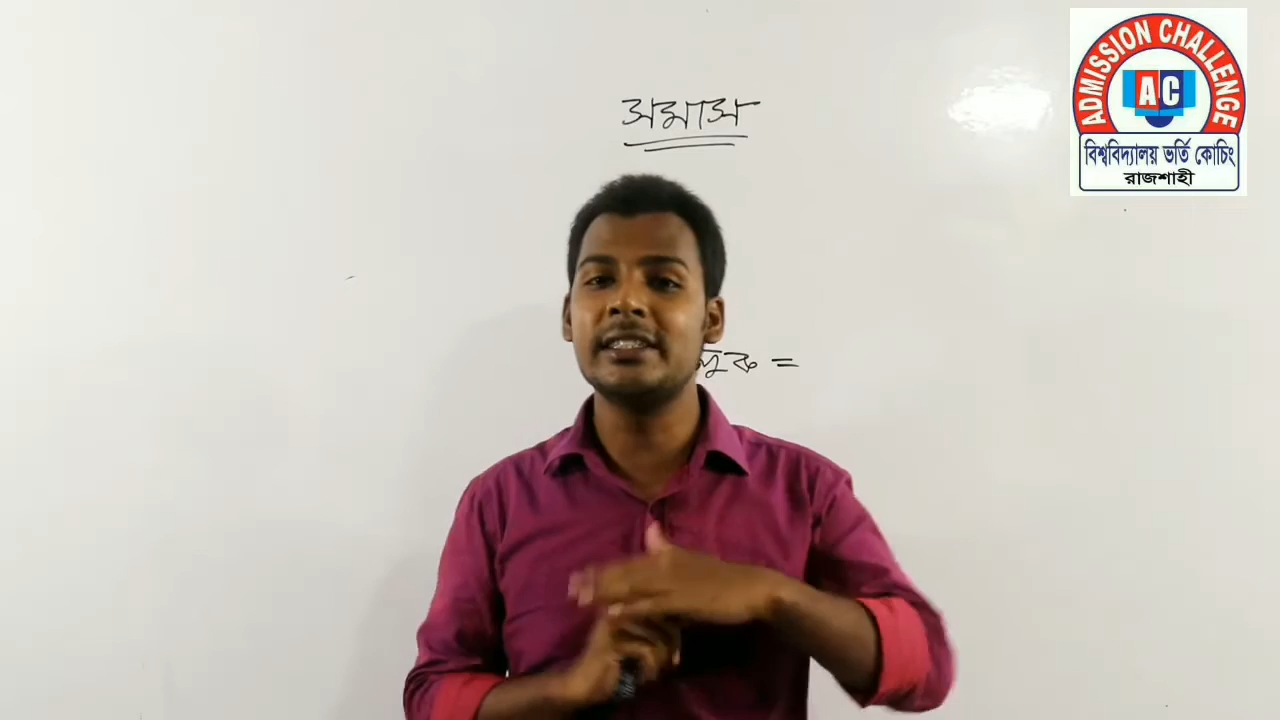 সমাস
ADMISSION CHALLENGE
AC
বিশ্ববিদ্যালয় ভর্তি কোচিং
রাজশাহী
লুক =